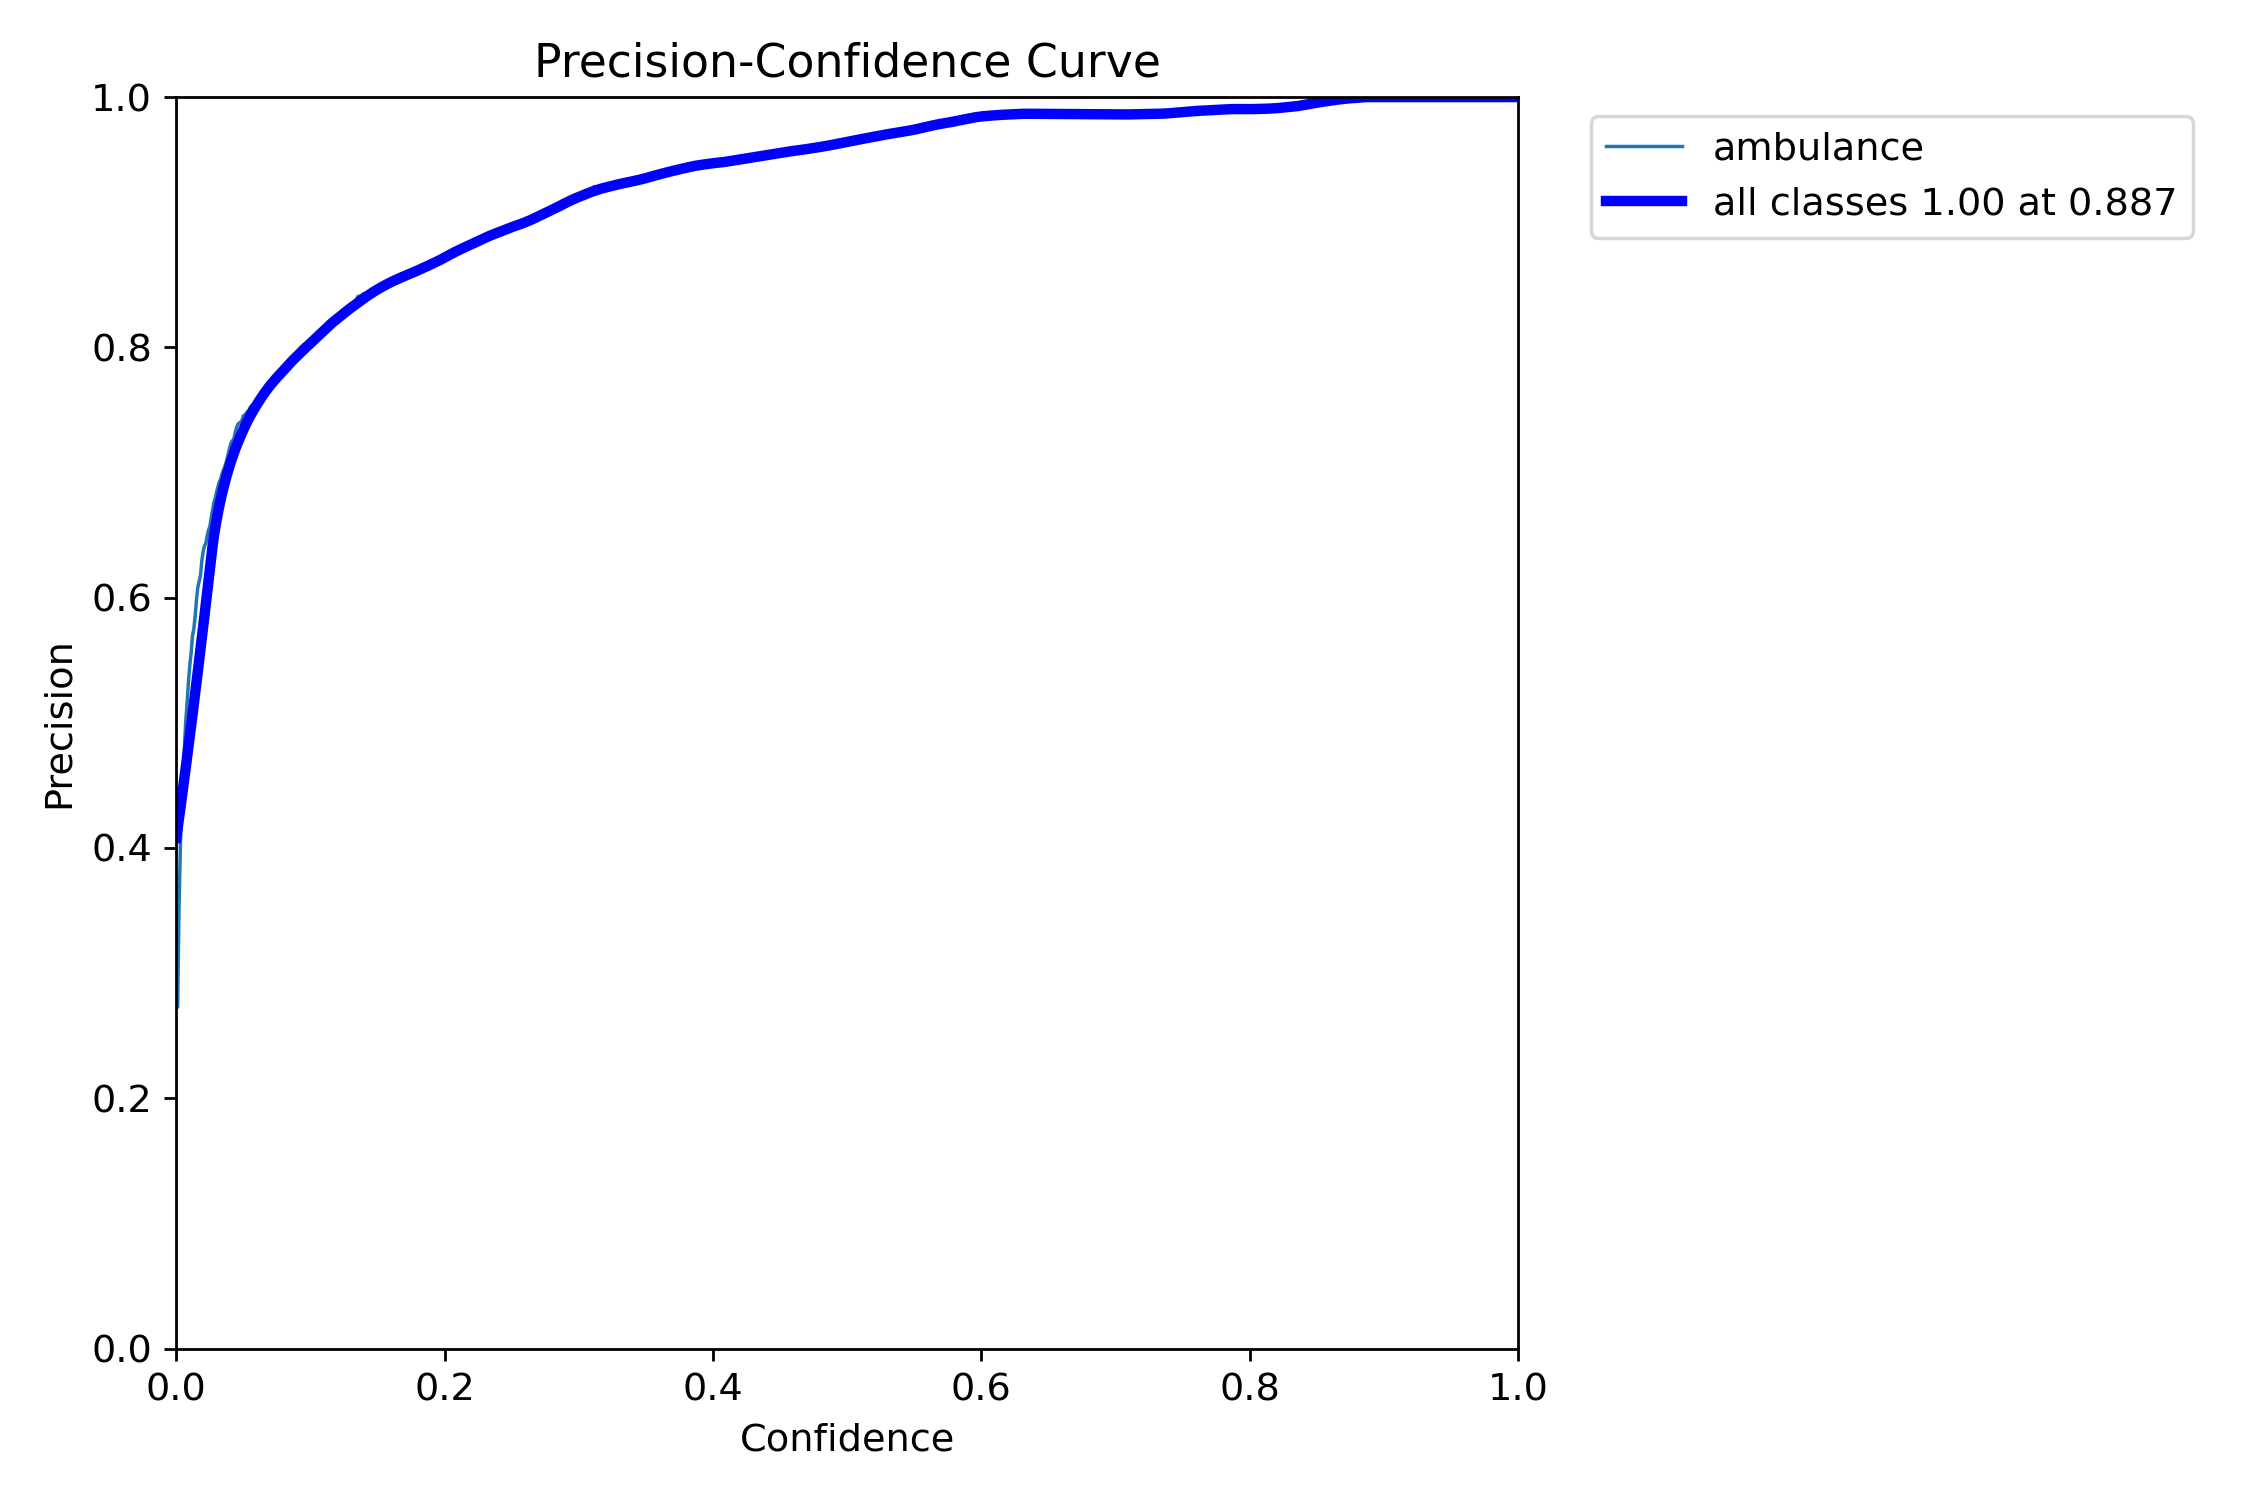 Precision-Confidence Curve
1.0
0.8
0.6
0.4
0.2
0.0
Precision
0.0 0.2 0.4 0.6 0.8 1.0
Confidence
ambulance
all classes 1.00 at 0.887